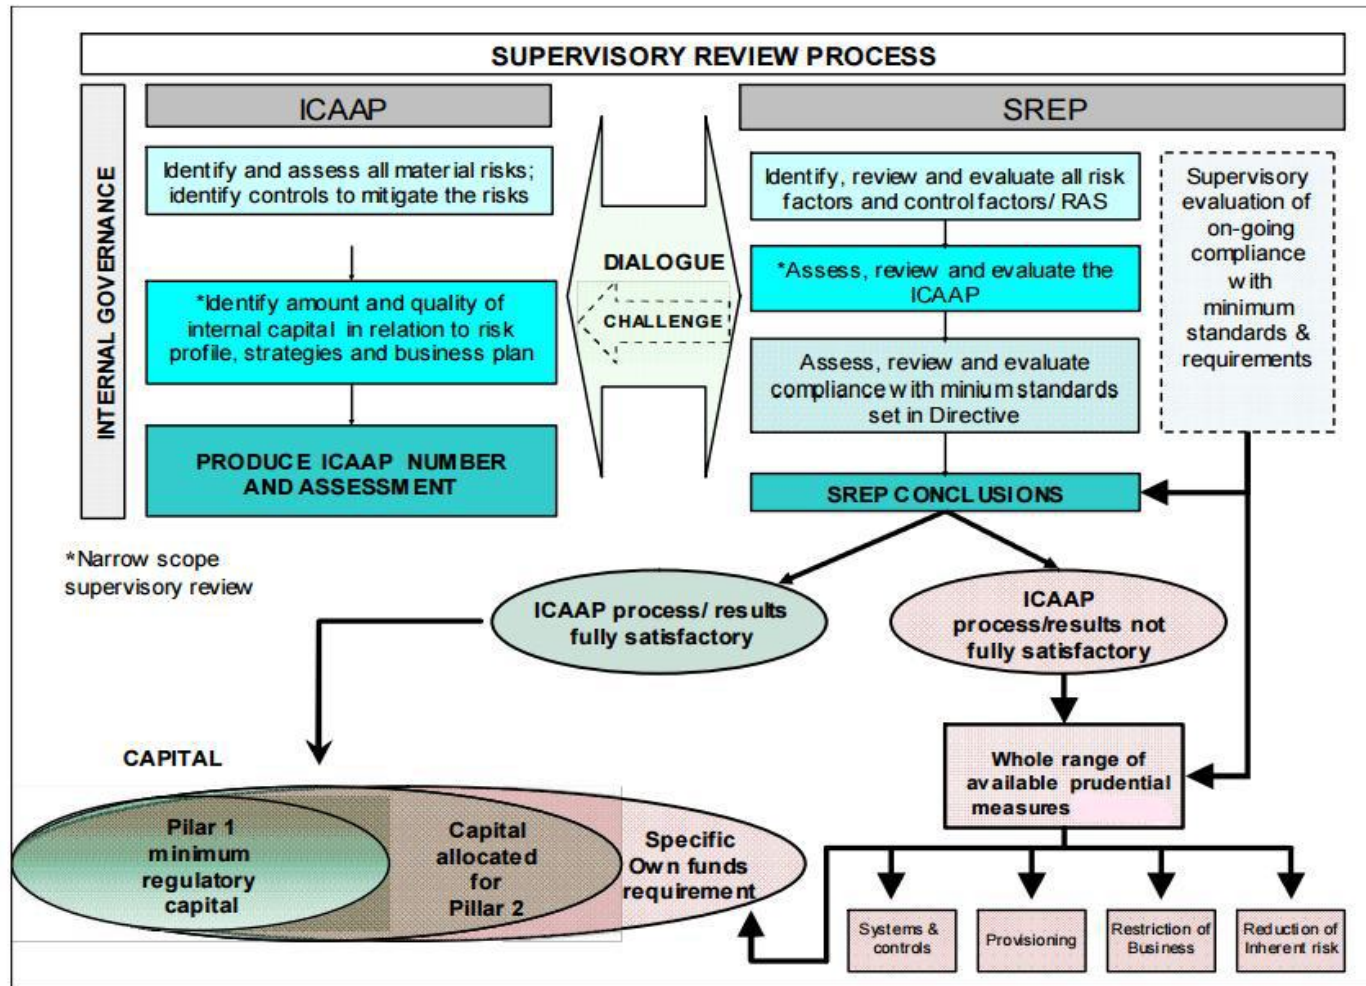 SUPERVISORY REVIEW PROCESS
INTERNAL GOVERNANCE
ICAAP
Identify and assess all material risks;
identify controls to mitigate the risks
*Identify amount and quality of
internal capital in relation to risk
profile, strategies and business plan
PRODUCE ICAAP NUMBER
AND ASSESSMENT
*Narrow scope
supervisory review
DIALOGUE
CHALLENGE
SREP
Identify, review and evaluate all risk
factors and control factors/ RAS
*Assess, review and evaluate the
ICAAP
Assess, review and evaluate
compliance with minium standards
set in Directive
SREP CONCLUSIONS
Supervisory
evaluation of
on-going
compliance
with
minimum
standards &
requirements
ICAAP process/ results
fully satisfactory
ICAAP
process/results not
fully satisfactory
Whole range of
available prudential
measures
CAPITAL
Pilar 1
minimum
regulatory
capital
Capital
allocated
for
Pillar 2
Specific
Own funds
requirement
Systems &
controls
Provisioning
Restriction of
Business
Reduction of
Inherent risk